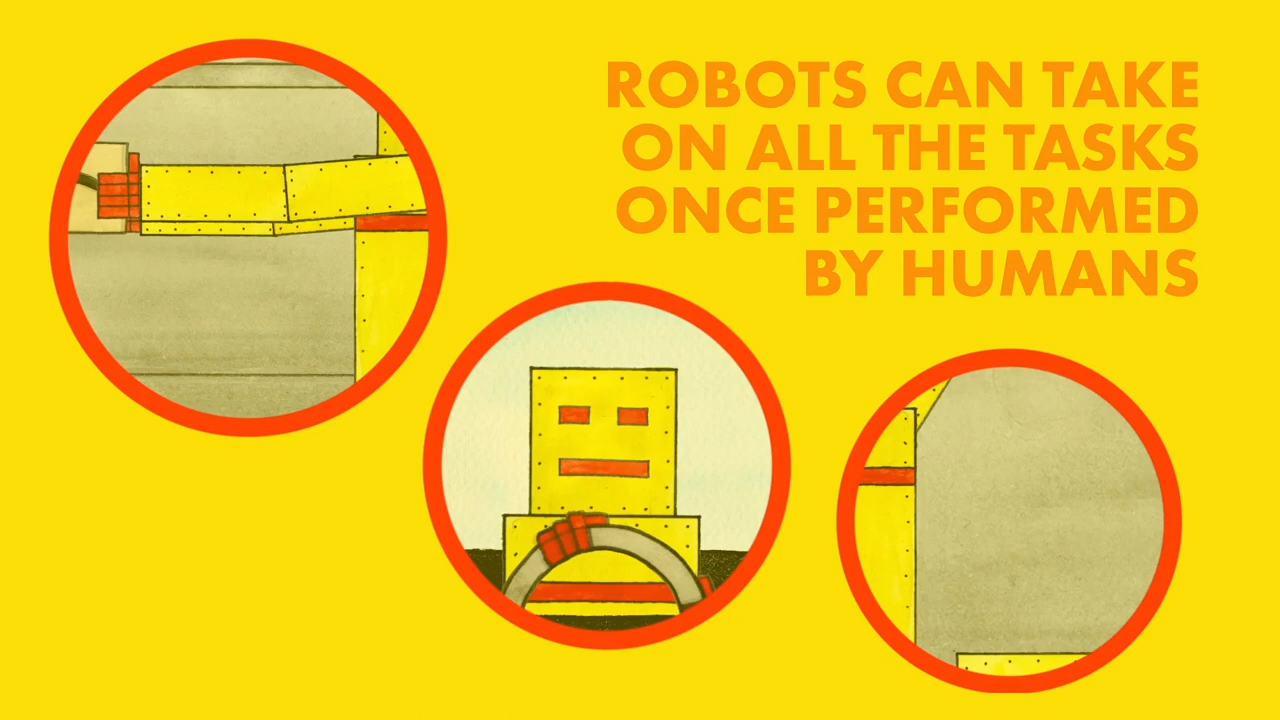 ROBOTS CAN TAKE
ON ALL THE TASKS
ONCE PERFORMED
BY HUMANS